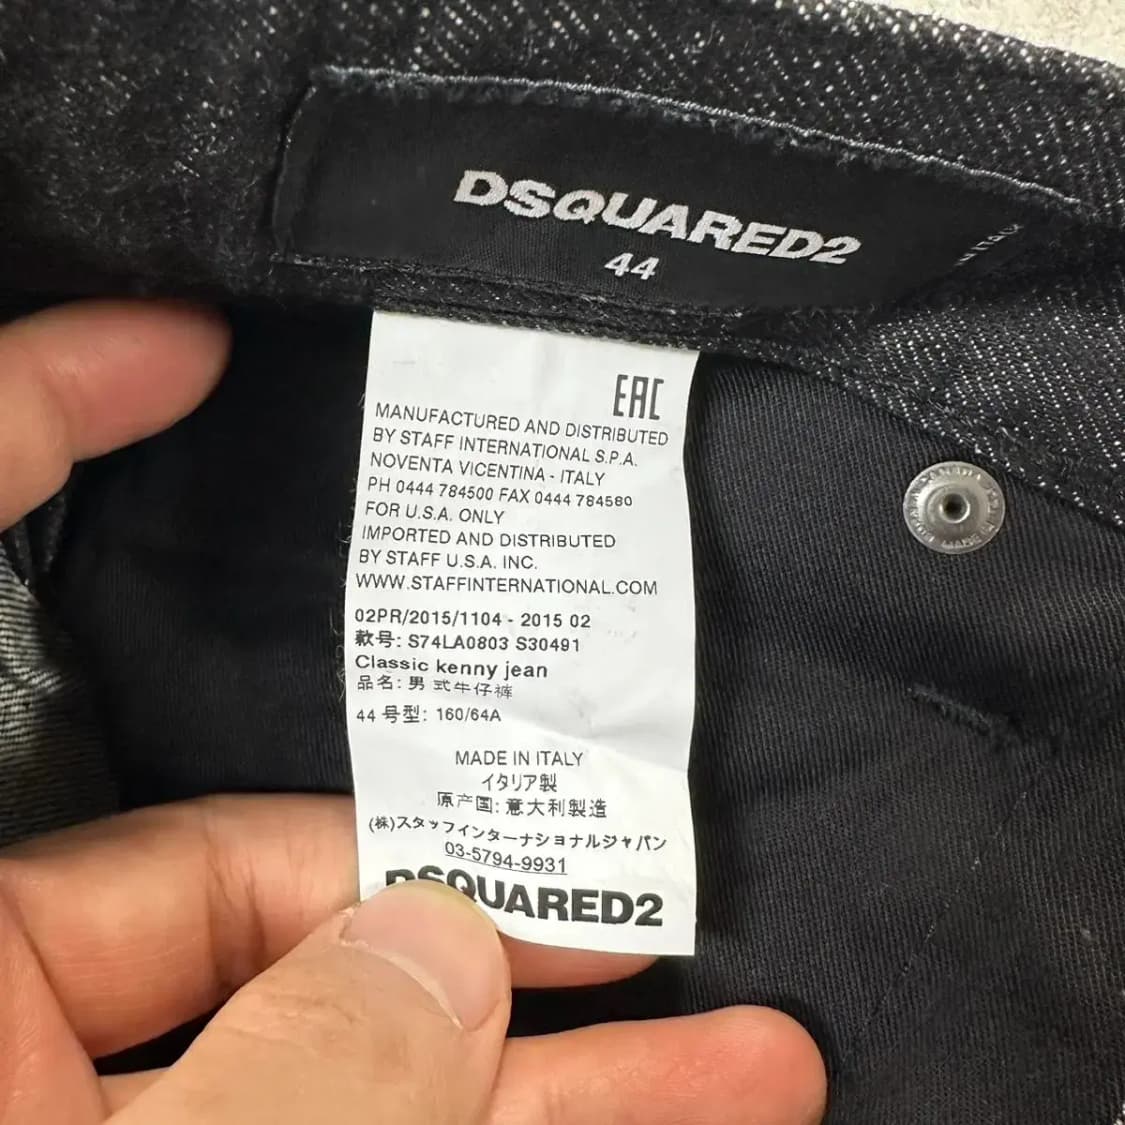 DSQUARED2
44
EAC
MANUFACTURED AND DISTRIBUTED
BY STAFF INTERNATIONAL S.P.A.
NOVENTA VICENTINA - ITALY
PH 0444 784500 FAX 0444 784580
FOR U.S.A. ONLY
IMPORTED AND DISTRIBUTED
BY STAFF U.S.A. INC.
WWW.STAFFINTERNATIONAL.COM
02PR/2015/1104 - 2015 02
款号: S74LA0803 S30491
Classic kenny jean
品名: 男 式牛仔裤
44 号型: 160/64A
MADE IN ITALY
イタリア製
原产国: 意大利製造
(株)スタッフインターナショナルジャパン
03-5794-9931
DSQUARED2